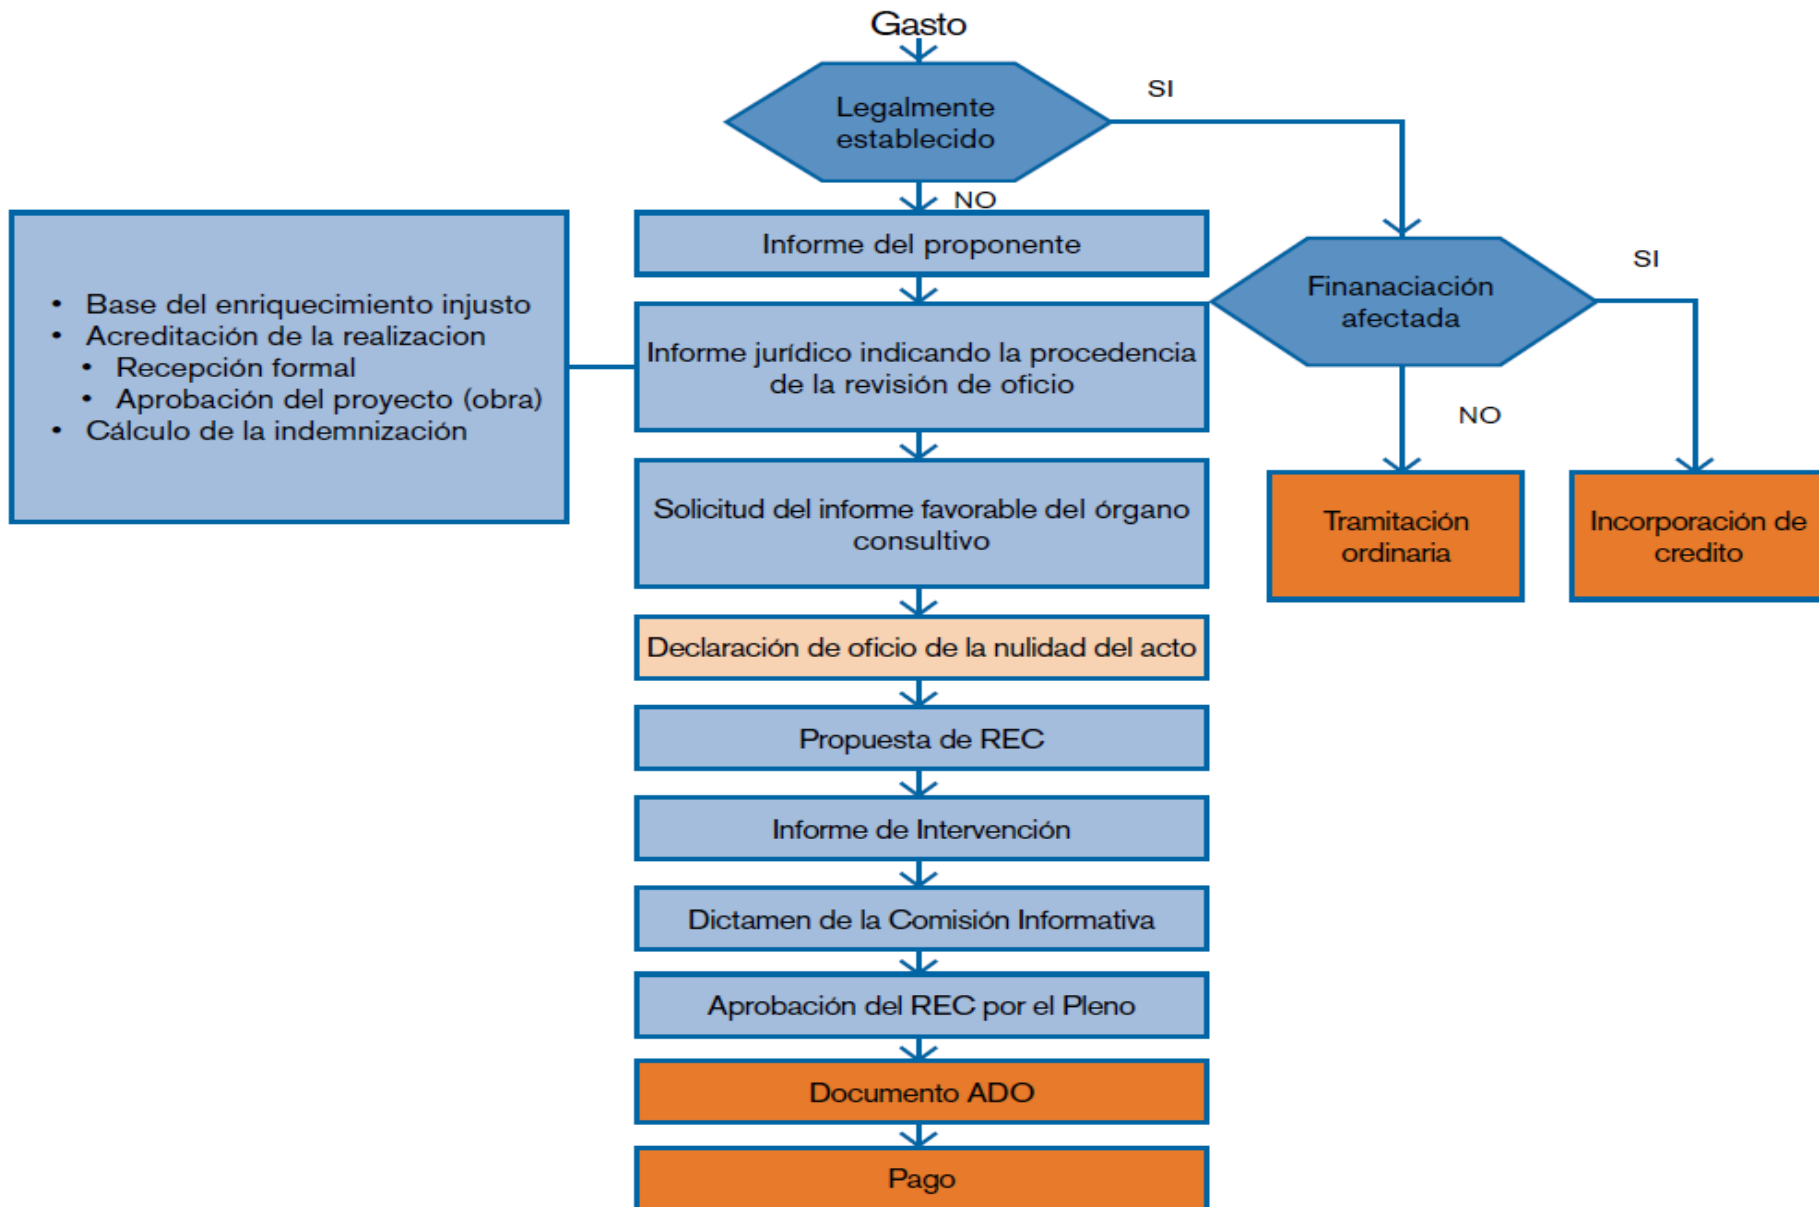 Gasto
Legalmente
establecido
SI
NO
Informe del proponente
• Base del enriquecimiento injusto
• Acreditación de la realizacion
• Recepción formal
• Aprobación del proyecto (obra)
• Cálculo de la indemnización
Informe jurídico indicando la procedencia
de la revisión de oficio
Finanaciación
afectada
SI
NO
Tramitación
ordinaria
Incorporación de
credito
Solicitud del informe favorable del órgano
consultivo
Declaración de oficio de la nulidad del acto
Propuesta de REC
Informe de Intervención
Dictamen de la Comisión Informativa
Aprobación del REC por el Pleno
Documento ADO
Pago